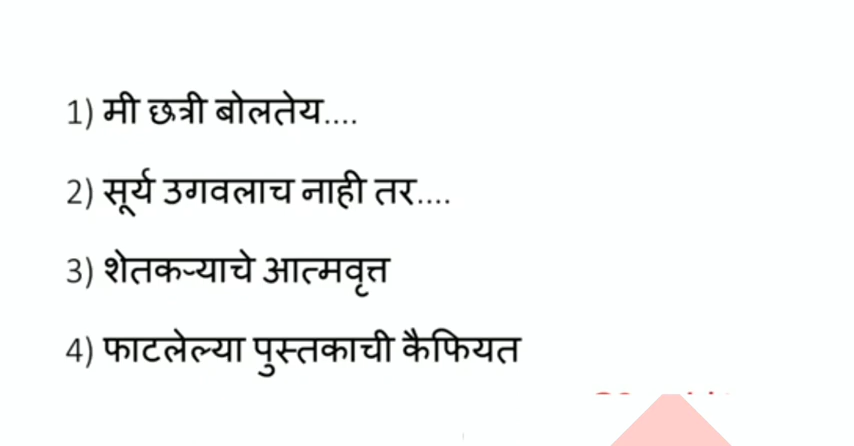 1) मी छत्री बोलतेय....
2) सूर्य उगवलाच नाही तर....
3) शेतकऱ्याचे आत्मवृत्त
4) फाटलेल्या पुस्तकाची कैफियत